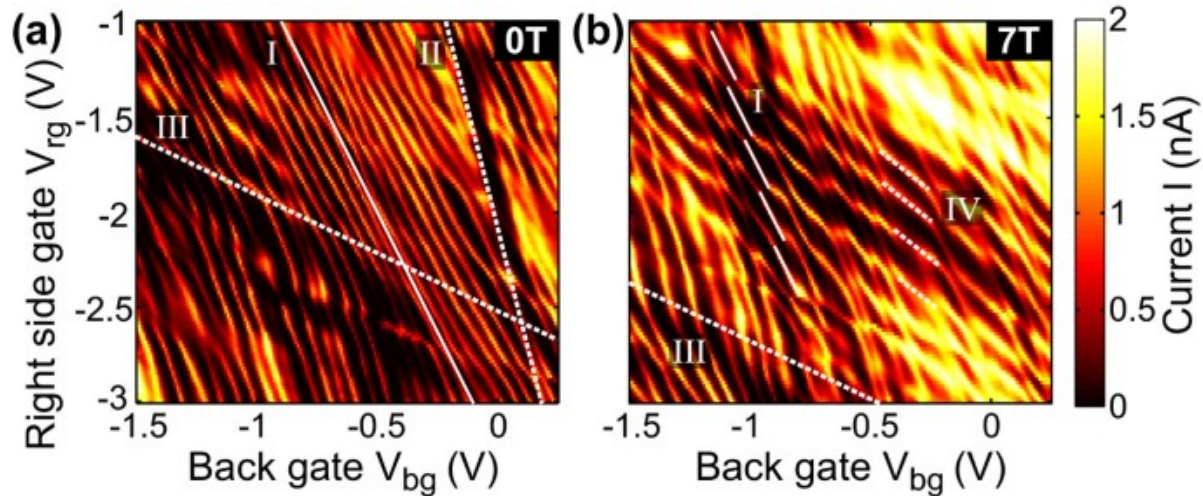 (a)
0T
I
II
III
-1
-1.5
-2
-2.5
-3
Right side gate V_rg (V)
-1.5
-1
-0.5
0
Back gate V_bg (V)
(b)
7T
I
III
IV
-1.5
-1
-0.5
0
Back gate V_bg (V)
2
1.5
1
0.5
0
Current I (nA)